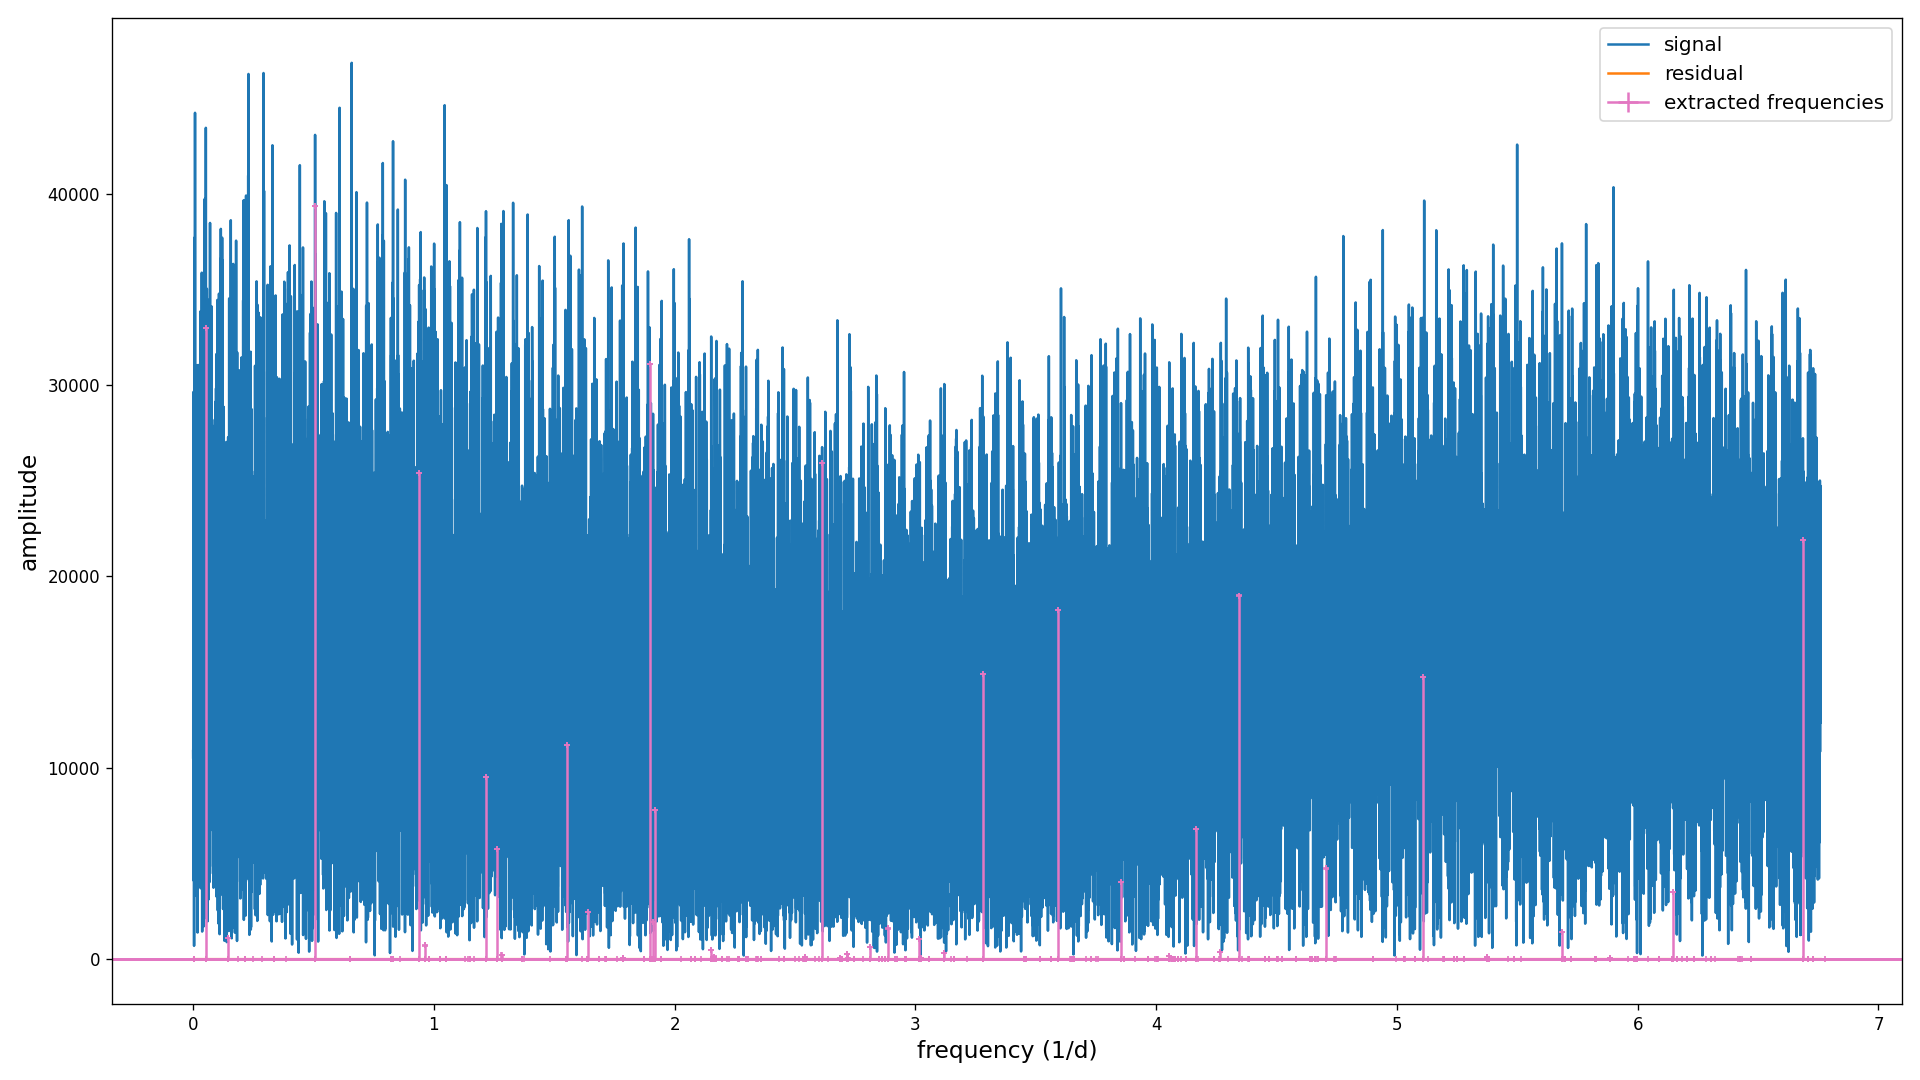 signal
residual
extracted frequencies
amplitude
40000
30000
20000
10000
0
0 1 2 3 4 5 6 7
frequency (1/d)